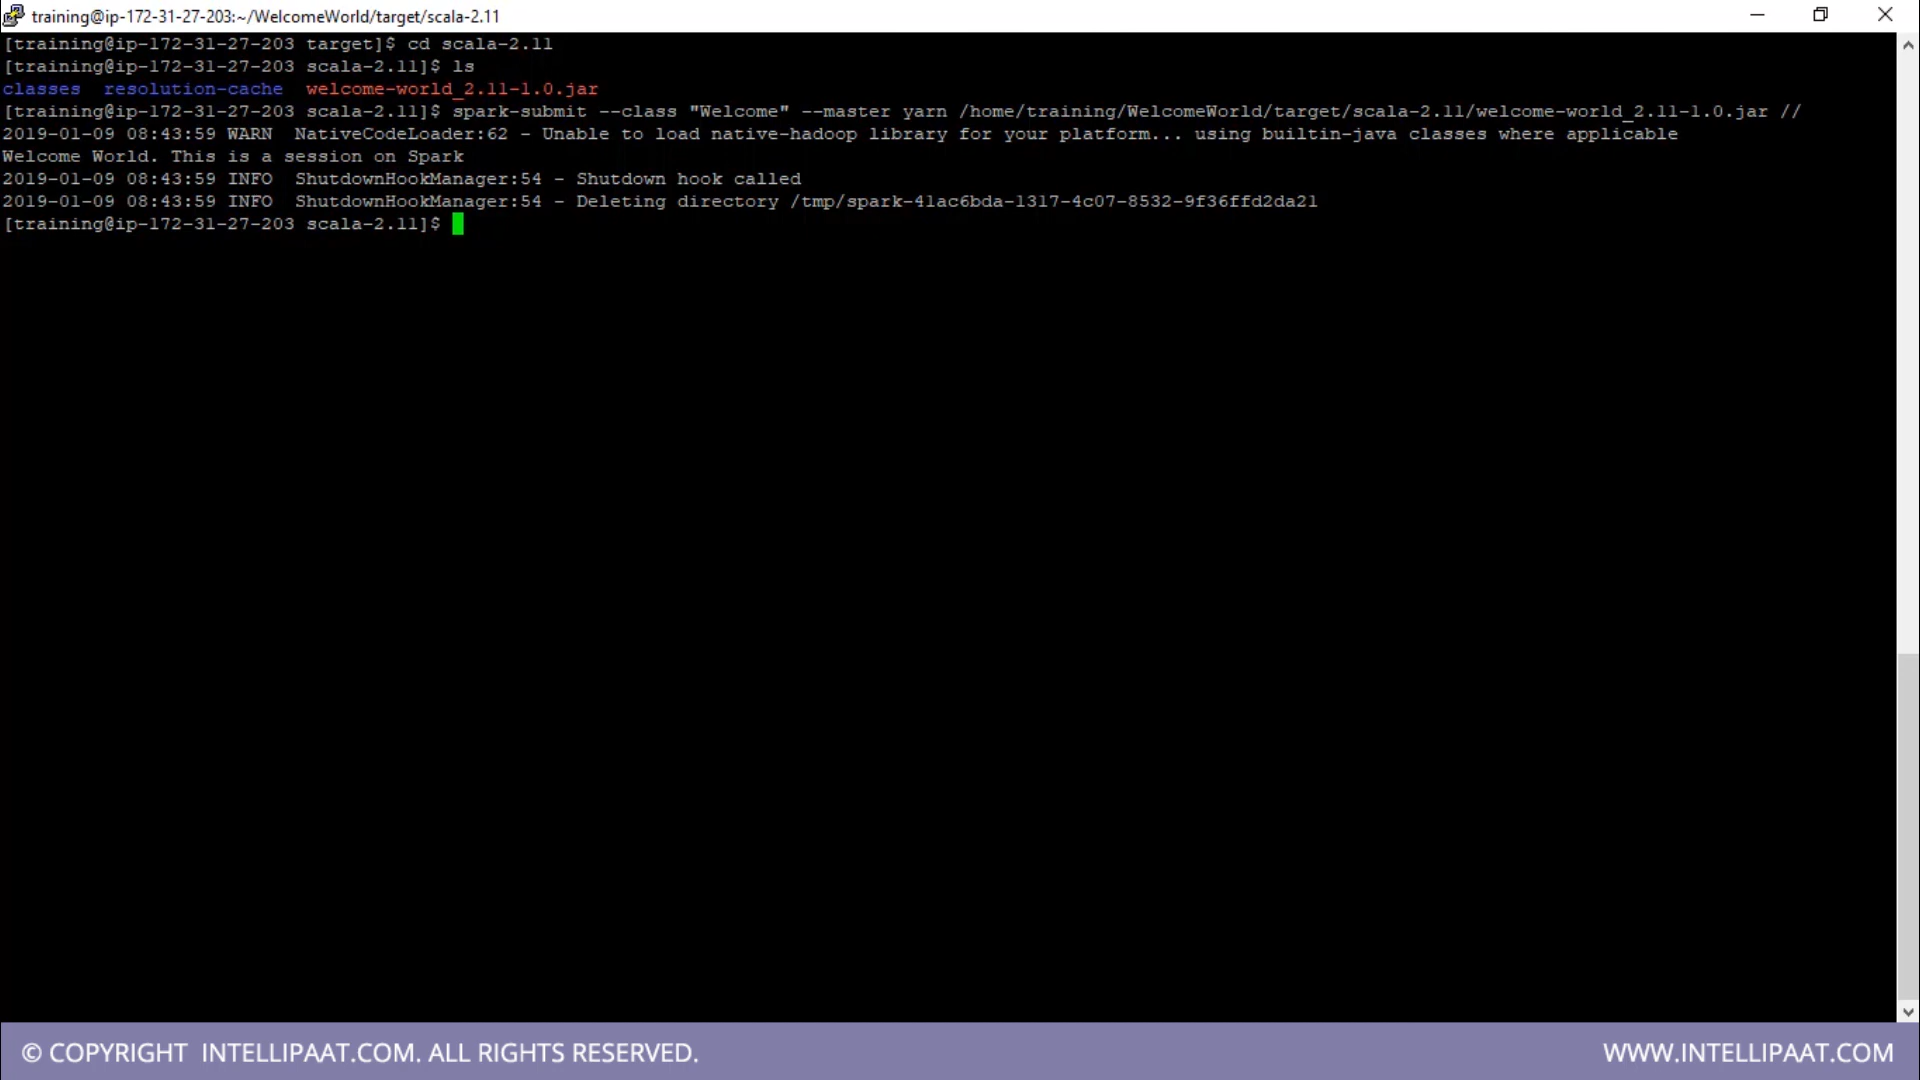 training@ip-172-31-27-203:~/WelcomeWorld/target/scala-2.11
[training@ip-172-31-27-203 target]$ cd scala-2.11
[training@ip-172-31-27-203 scala-2.11]$ ls
classes  resolution-cache  welcome-world_2.11-1.0.jar
[training@ip-172-31-27-203 scala-2.11]$ spark-submit --class "Welcome" --master yarn /home/training/WelcomeWorld/target/scala-2.11/welcome-world_2.11-1.0.jar //
2019-01-09 08:43:59 WARN  NativeCodeLoader:62 - Unable to load native-hadoop library for your platform... using builtin-java classes where applicable
Welcome World. This is a session on Spark
2019-01-09 08:43:59 INFO  ShutdownHookManager:54 - Shutdown hook called
2019-01-09 08:43:59 INFO  ShutdownHookManager:54 - Deleting directory /tmp/spark-41ac6bda-1317-4c07-8532-9f36ffd2da21
[training@ip-172-31-27-203 scala-2.11]$
© COPYRIGHT INTELLIPAAT.COM. ALL RIGHTS RESERVED.
WWW.INTELLIPAAT.COM